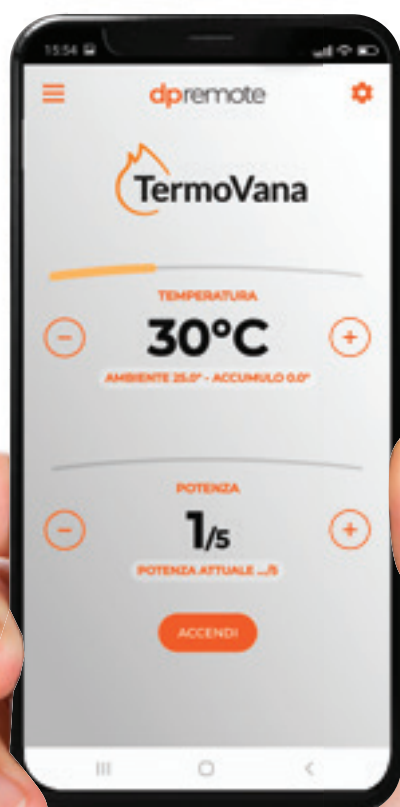 15:54
dpremote
TermoVana
TEMPERATURA
30°C
AMBIENTE 25.0° - ACCUMULO 0.0°
POTENZA
1/5
POTENZA ATTUALE .../5
ACCENDI